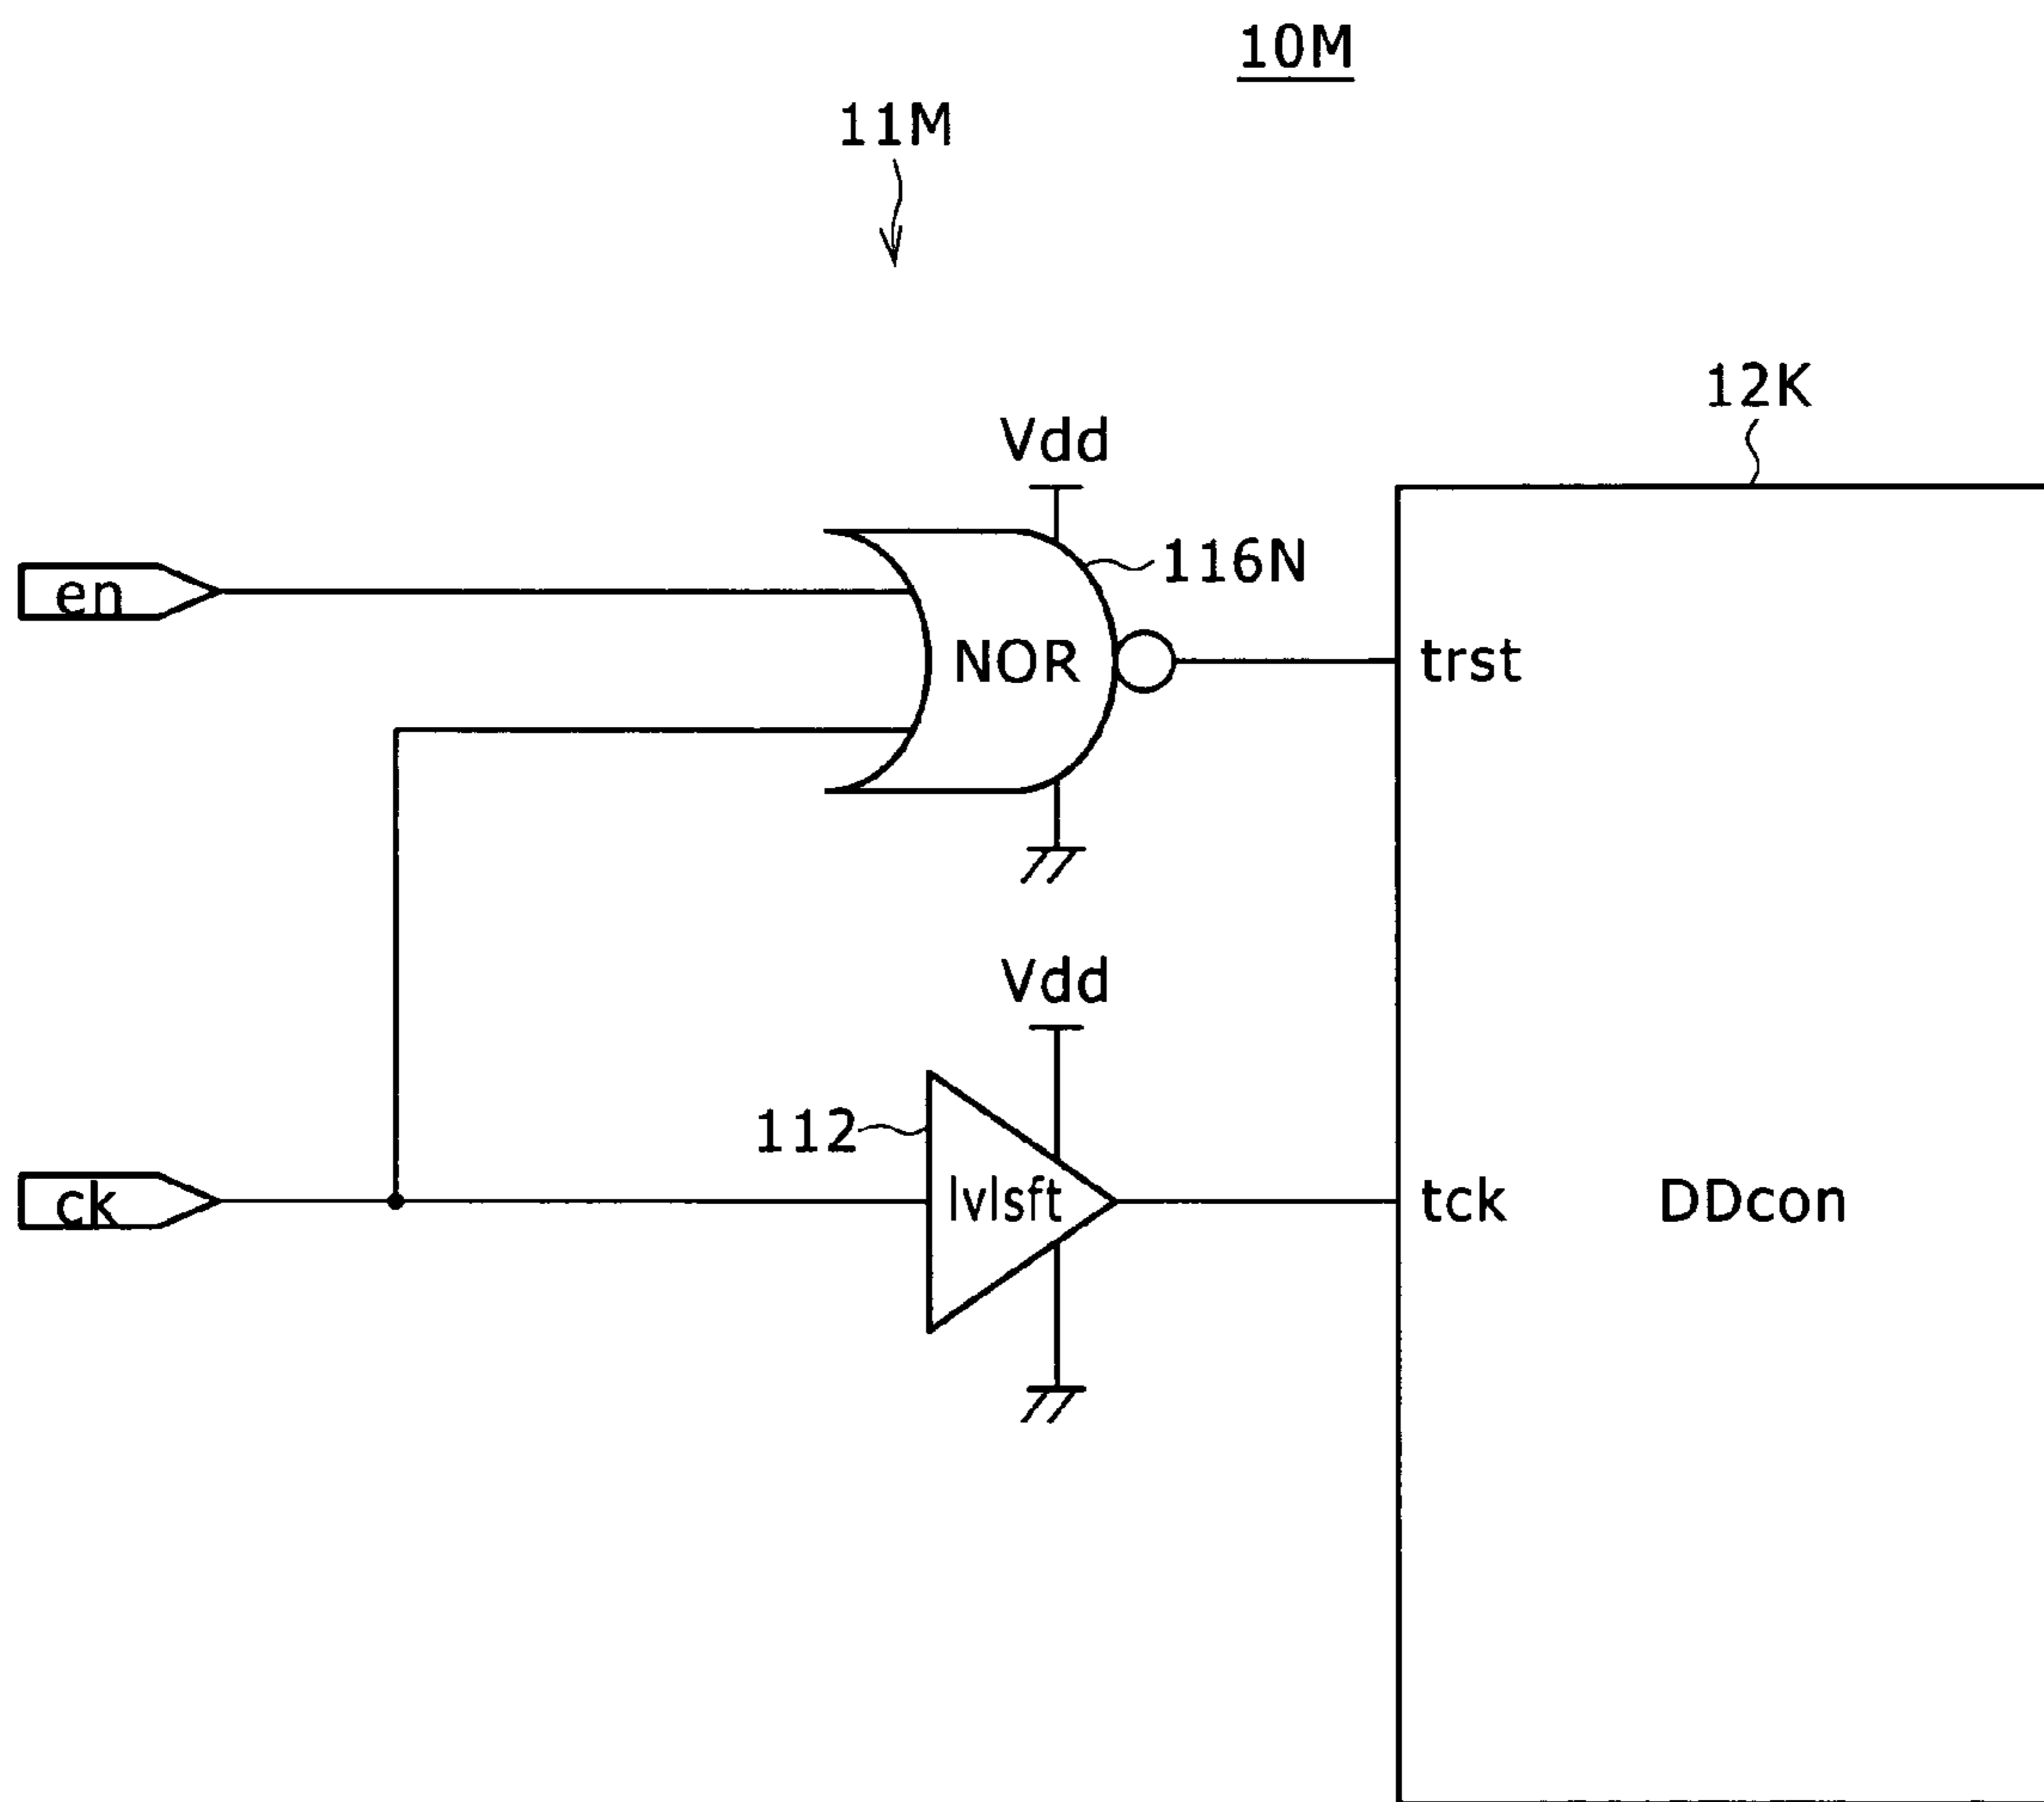 10M
11M
12K
Vdd
116N
en
NOR
trst
Vdd
112
ck
lvlsft
tck
DDcon